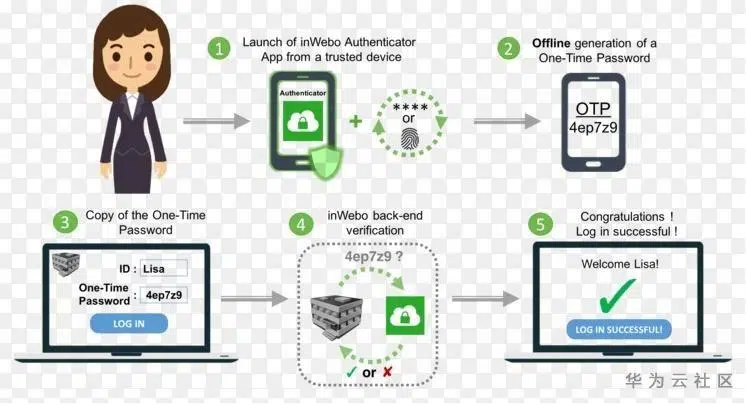 1
Launch of inWebo Authenticator
App from a trusted device
Authenticator
+
****
or
2
Offline generation of a
One-Time Password
OTP
4ep7z9
3
Copy of the One-Time
Password
ID : Lisa
One-Time
Password : 4ep7z9
LOG IN
4
inWebo back-end
verification
4ep7z9 ?
✓ or ✘
5
Congratulations !
Log in successful !
Welcome Lisa!
LOG IN SUCCESSFUL!
华为云社区